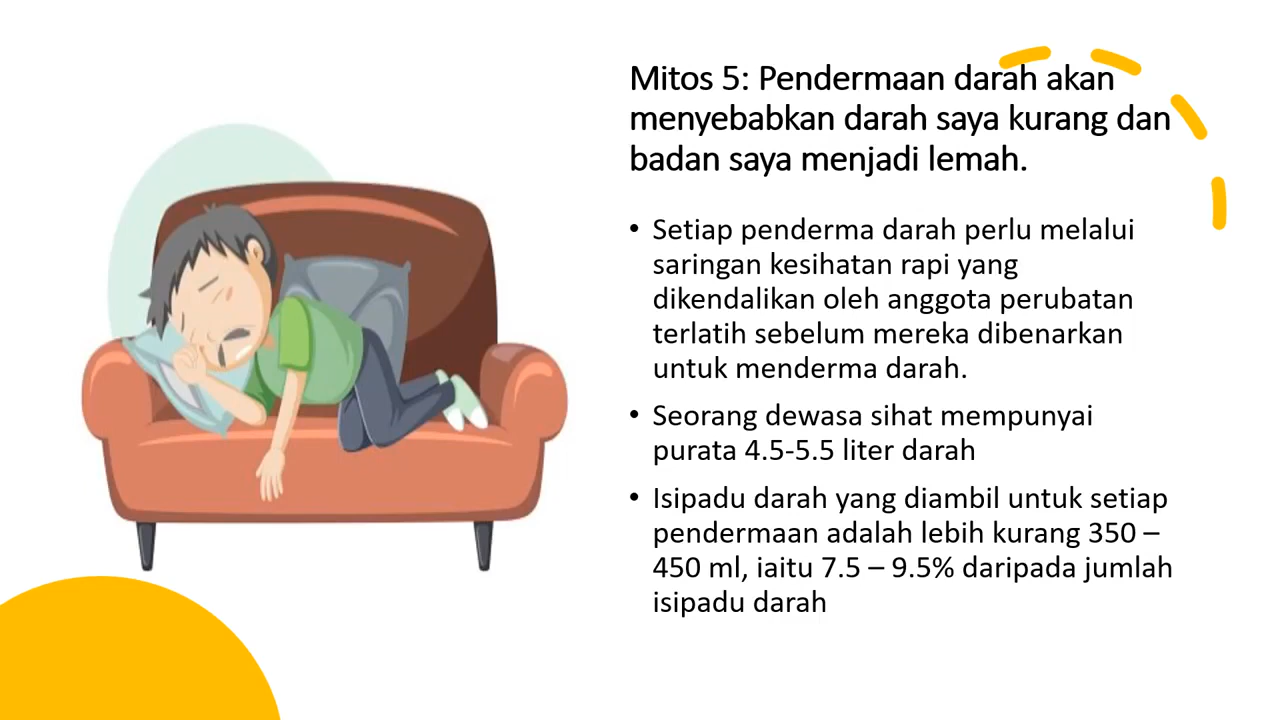 Mitos 5: Pendermaan darah akan
menyebabkan darah saya kurang dan
badan saya menjadi lemah.
• Setiap penderma darah perlu melalui
saringan kesihatan rapi yang
dikendalikan oleh anggota perubatan
terlatih sebelum mereka dibenarkan
untuk menderma darah.
• Seorang dewasa sihat mempunyai
purata 4.5-5.5 liter darah
• Isipadu darah yang diambil untuk setiap
pendermaan adalah lebih kurang 350 –
450 ml, iaitu 7.5 – 9.5% daripada jumlah
isipadu darah